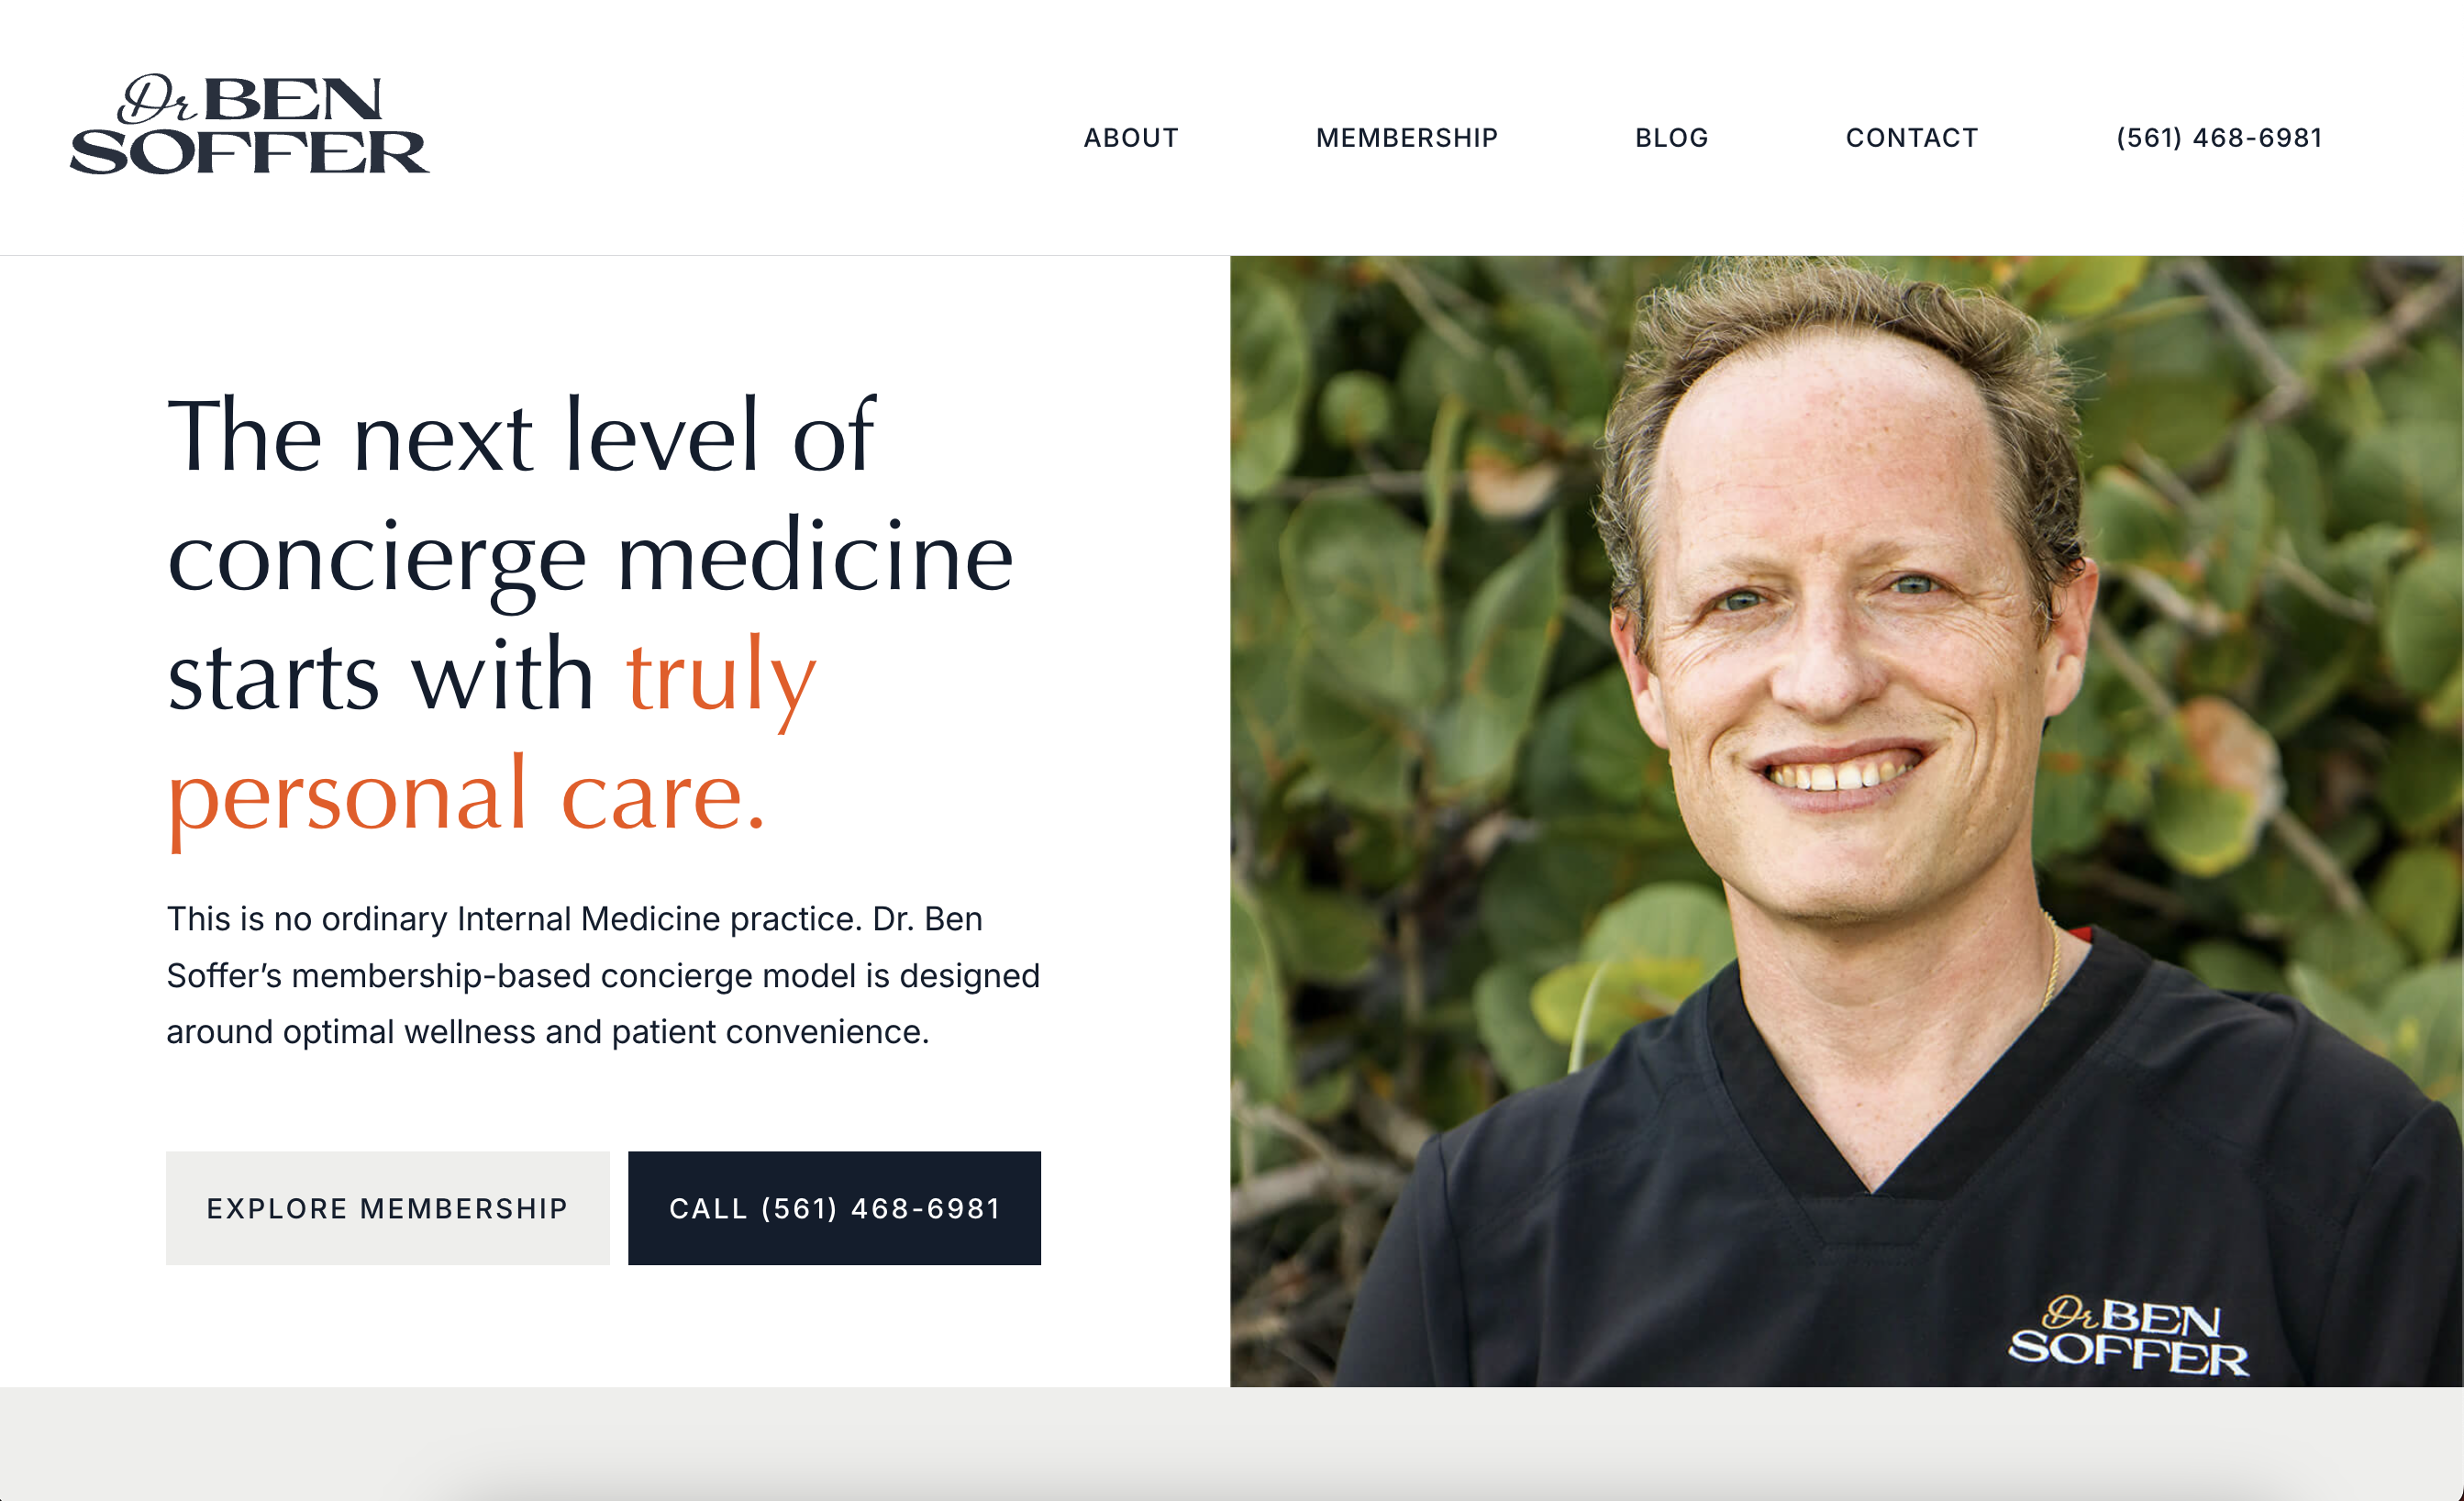 Dr BEN
SOFFER
ABOUT
MEMBERSHIP
BLOG
CONTACT
(561) 468-6981
The next level of
concierge medicine
starts with truly
personal care.
This is no ordinary Internal Medicine practice. Dr. Ben
Soffer’s membership-based concierge model is designed
around optimal wellness and patient convenience.
EXPLORE MEMBERSHIP
CALL (561) 468-6981
Dr BEN
SOFFER